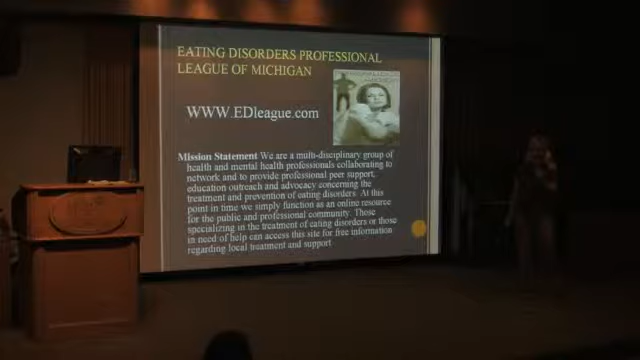 EATING DISORDERS PROFESSIONAL
LEAGUE OF MICHIGAN
WWW.EDleague.com
Mission Statement We are a multi-disciplinary group of
health and mental health professionals collaborating to
network and to provide professional peer support,
education outreach and advocacy concerning the
treatment and prevention of eating disorders. At this
point in time we simply function as an online resource
for the public and professional community. Those
specializing in the treatment of eating disorders or those
in need of help can access this site for free information
regarding local treatment and support